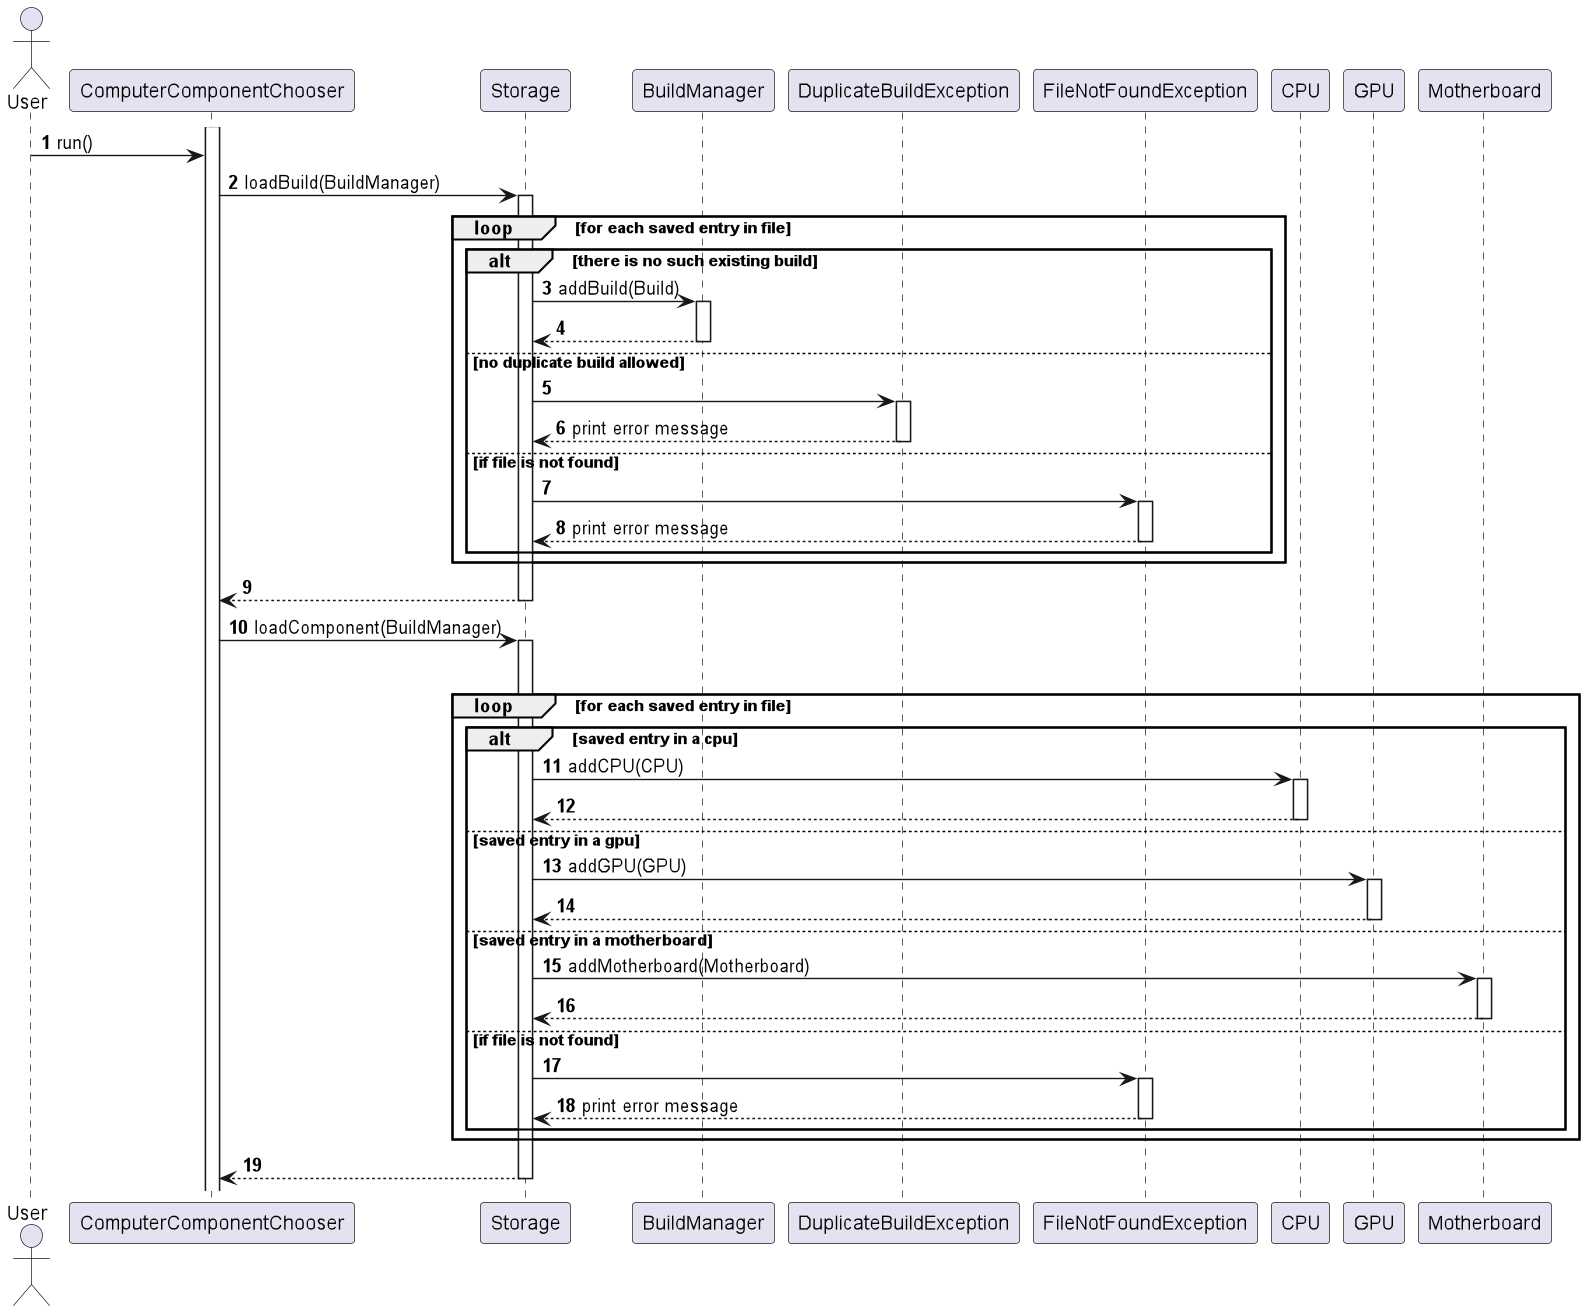 User
ComputerComponentChooser
Storage
BuildManager
DuplicateBuildException
FileNotFoundException
CPU
GPU
Motherboard
1 run()
2 loadBuild(BuildManager)
loop [for each saved entry in file]
alt [there is no such existing build]
3 addBuild(Build)
4
[no duplicate build allowed]
5
6 print error message
[if file is not found]
7
8 print error message
9
10 loadComponent(BuildManager)
loop [for each saved entry in file]
alt [saved entry in a cpu]
11 addCPU(CPU)
12
[saved entry in a gpu]
13 addGPU(GPU)
14
[saved entry in a motherboard]
15 addMotherboard(Motherboard)
16
[if file is not found]
17
18 print error message
19
User
ComputerComponentChooser
Storage
BuildManager
DuplicateBuildException
FileNotFoundException
CPU
GPU
Motherboard